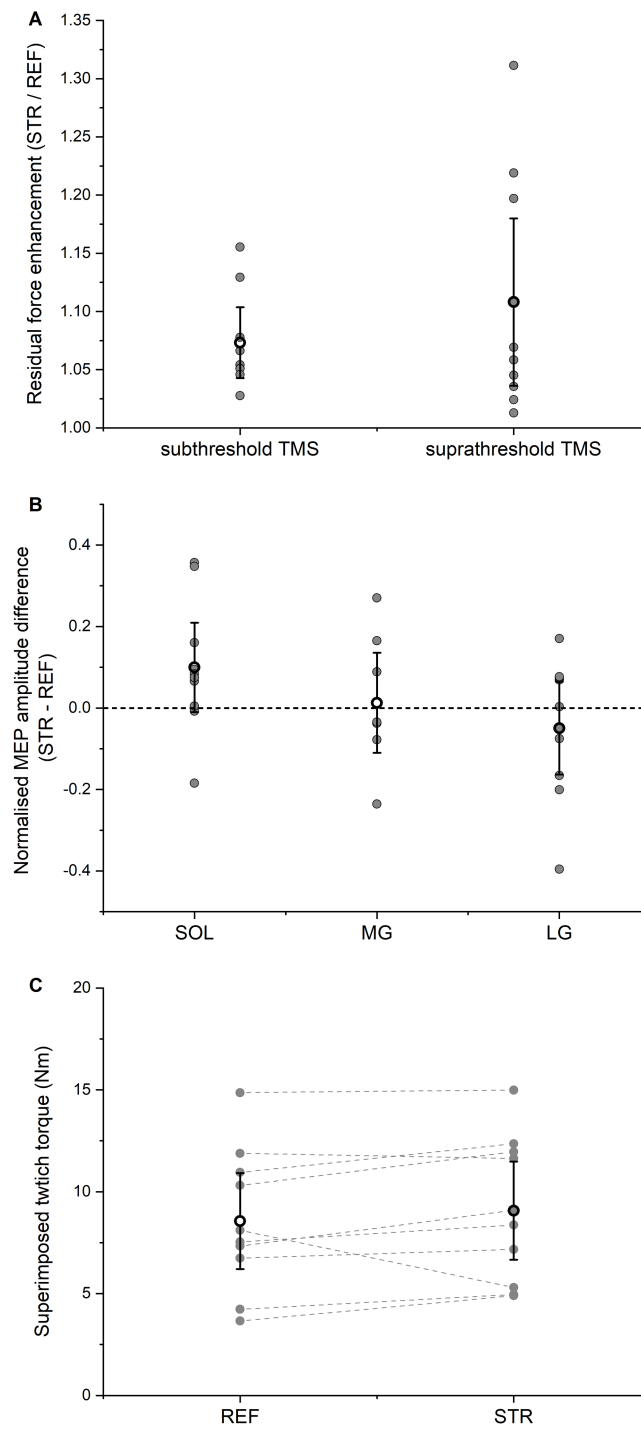 A
Residual force enhancement (STR / REF)
1.35
1.30
1.25
1.20
1.15
1.10
1.05
1.00
subthreshold TMS
suprathreshold TMS
B
Normalised MEP amplitude difference
(STR - REF)
0.4
0.2
0.0
-0.2
-0.4
SOL
MG
LG
C
Superimposed twtich torque (Nm)
20
15
10
5
0
REF
STR